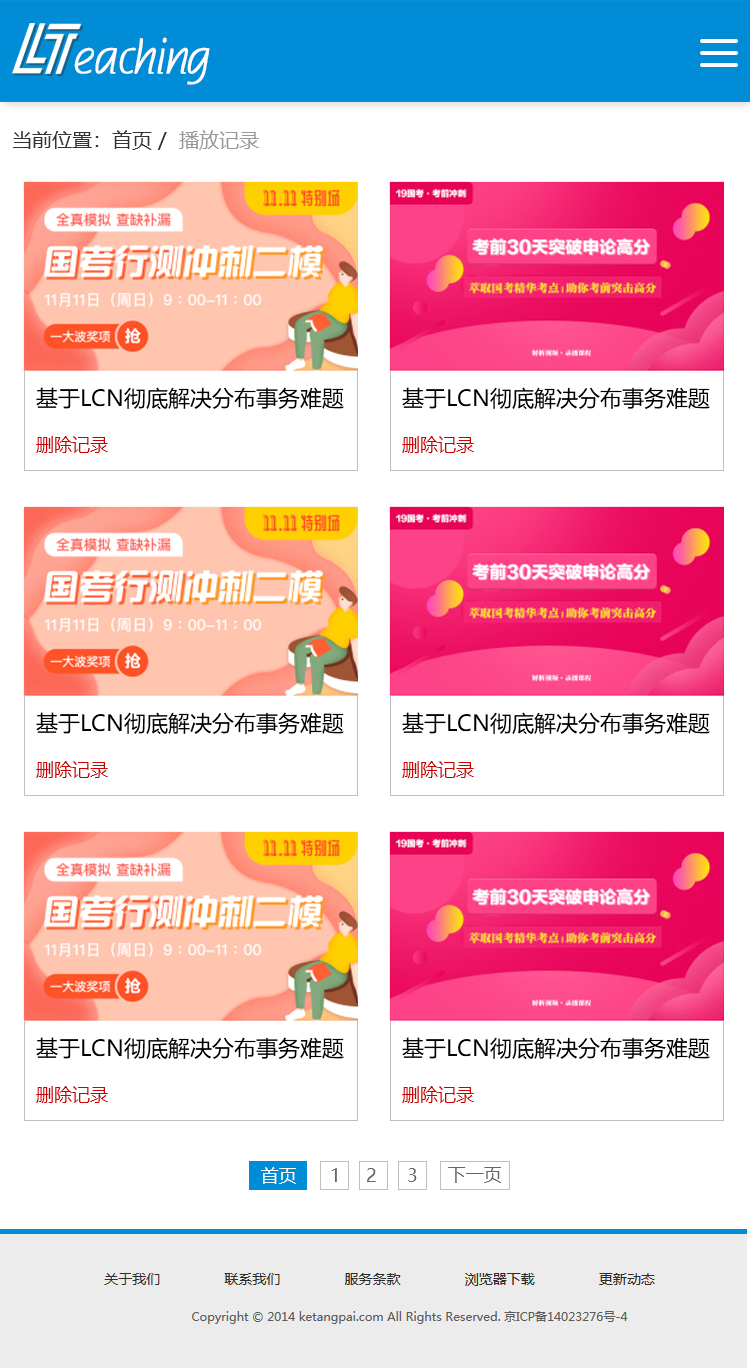 LLTeaching
当前位置：首页 / 播放记录
11.11 特别场
全真模拟 查缺补漏
国考行测冲刺二模
11月11日（周日）9：00-11：00
一大波奖项 抢
基于LCN彻底解决分布事务难题
删除记录
19国考·考前冲刺
考前30天突破申论高分
萃取国考精华考点，助你考前突击高分
解析视频·录播课程
基于LCN彻底解决分布事务难题
删除记录
11.11 特别场
全真模拟 查缺补漏
国考行测冲刺二模
11月11日（周日）9：00-11：00
一大波奖项 抢
基于LCN彻底解决分布事务难题
删除记录
19国考·考前冲刺
考前30天突破申论高分
萃取国考精华考点，助你考前突击高分
解析视频·录播课程
基于LCN彻底解决分布事务难题
删除记录
11.11 特别场
全真模拟 查缺补漏
国考行测冲刺二模
11月11日（周日）9：00-11：00
一大波奖项 抢
基于LCN彻底解决分布事务难题
删除记录
19国考·考前冲刺
考前30天突破申论高分
萃取国考精华考点，助你考前突击高分
解析视频·录播课程
基于LCN彻底解决分布事务难题
删除记录
首页 1 2 3 下一页
关于我们 联系我们 服务条款 浏览器下载 更新动态
Copyright © 2014 ketangpai.com All Rights Reserved. 京ICP备14023276号-4